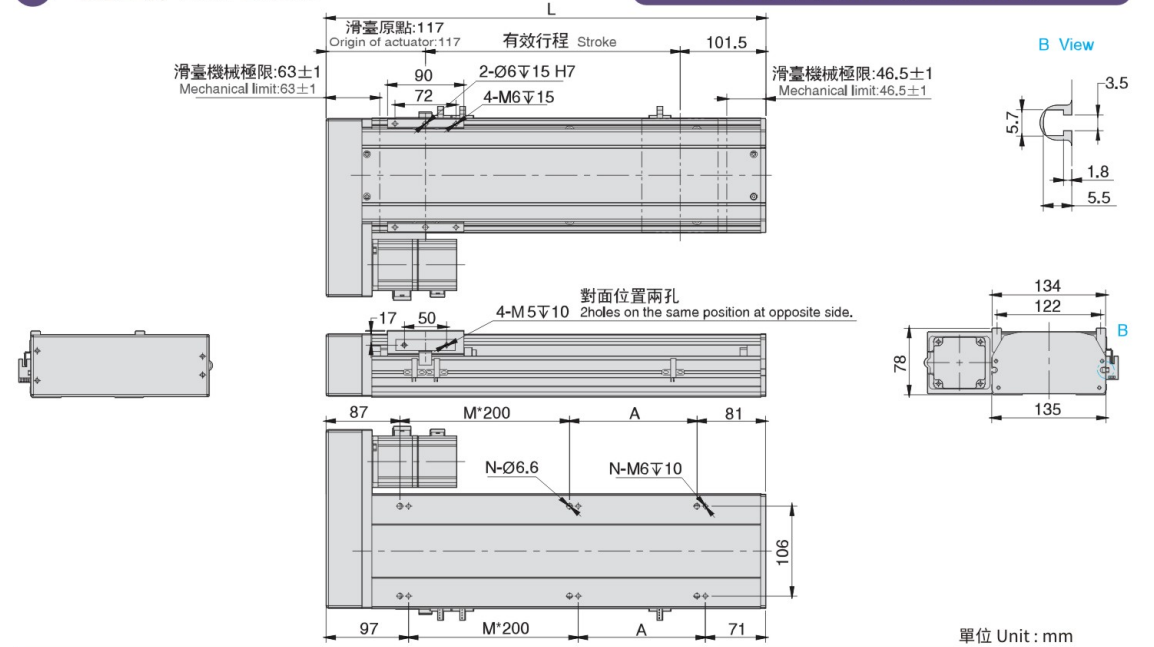 L
滑臺原點:117
Origin of actuator:117
有效行程 Stroke
101.5
B View
滑臺機械極限:63±1
Mechanical limit:63±1
90
2-Ø6↧15 H7
滑臺機械極限:46.5±1
Mechanical limit:46.5±1
72
4-M6↧15
3.5
5.7
1.8
5.5
對面位置兩孔
4-M5↧10 2holes on the same position at opposite side.
17
50
134
122
B
78
135
87
M*200
A
81
N-Ø6.6
N-M6↧10
106
97
M*200
A
71
單位 Unit : mm